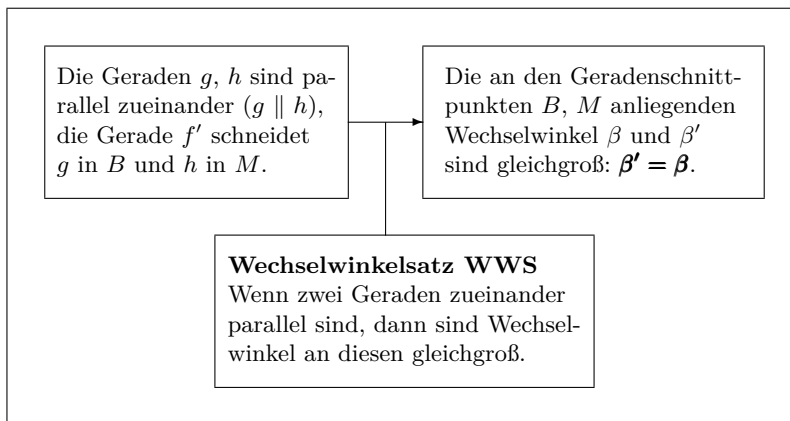 Die Geraden g, h sind pa-
rallel zueinander (g ∥ h),
die Gerade f′ schneidet
g in B und h in M.
Die an den Geradenschnitt-
punkten B, M anliegenden
Wechselwinkel β und β′
sind gleichgroß: β′ = β.
Wechselwinkelsatz WWS
Wenn zwei Geraden zueinander
parallel sind, dann sind Wechsel-
winkel an diesen gleichgroß.